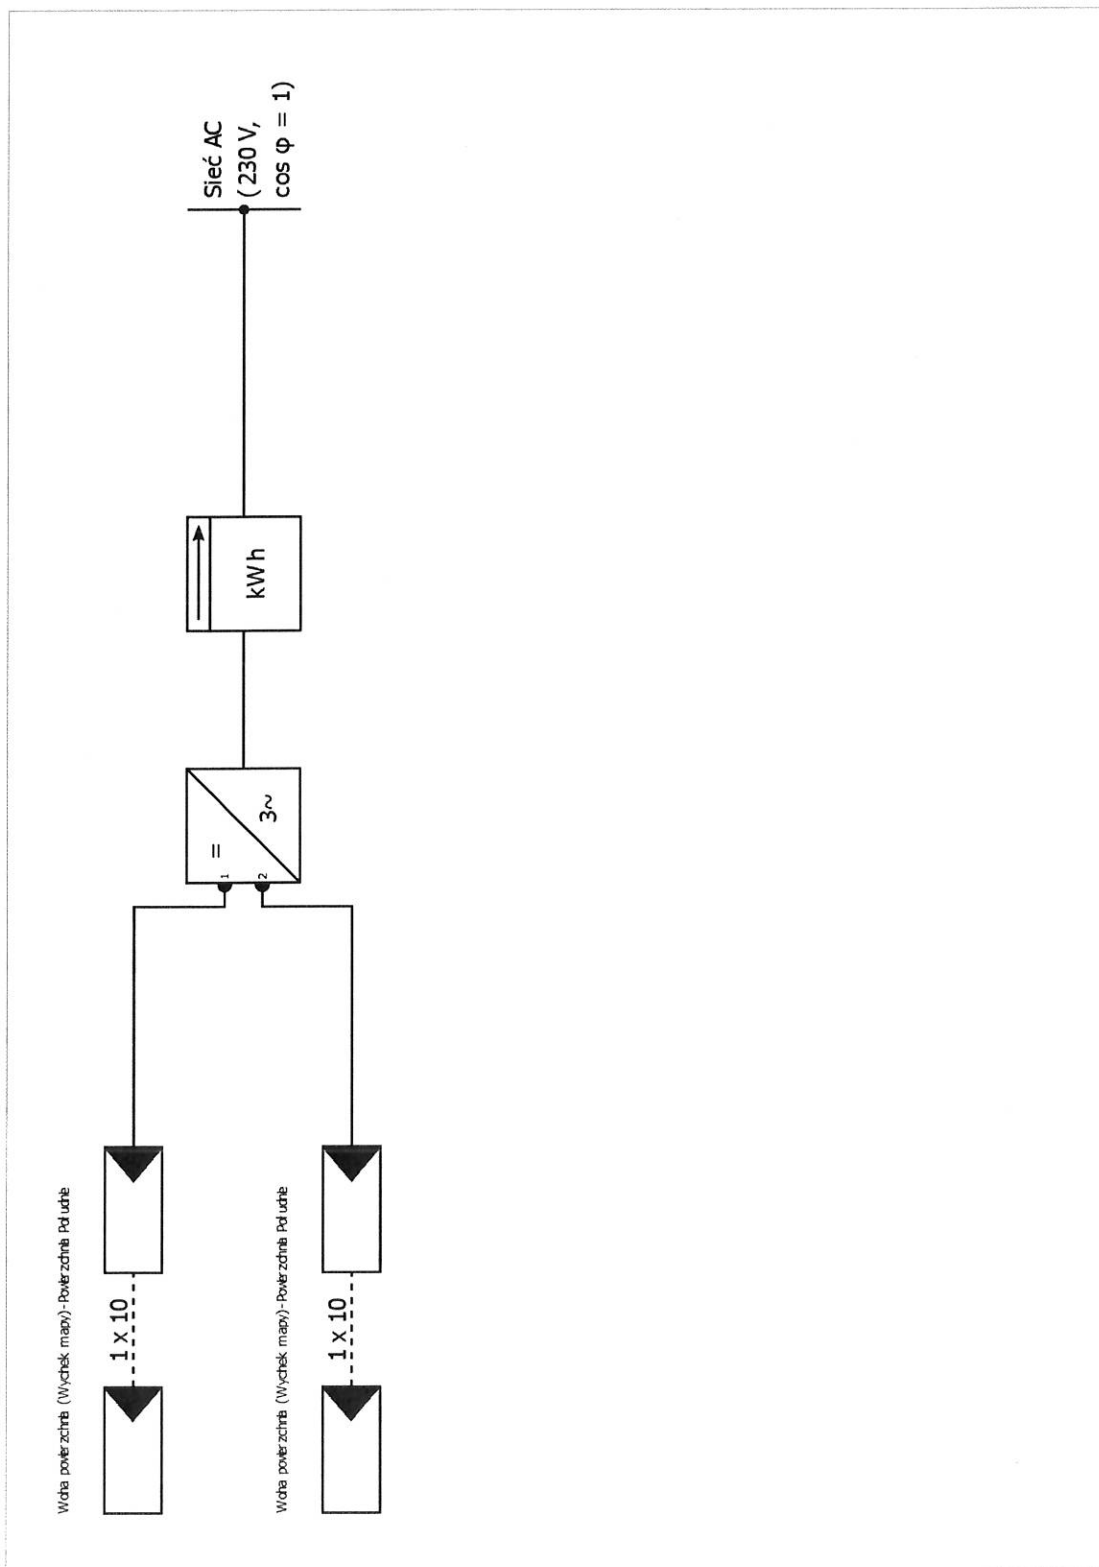 Wolna powierzchnia (Wycinek mapy)-Powierzchnia Południe
1 x 10
Wolna powierzchnia (Wycinek mapy)-Powierzchnia Południe
1 x 10
1
2
=
3~
kWh
Sieć AC
(230 V,
cos φ = 1)